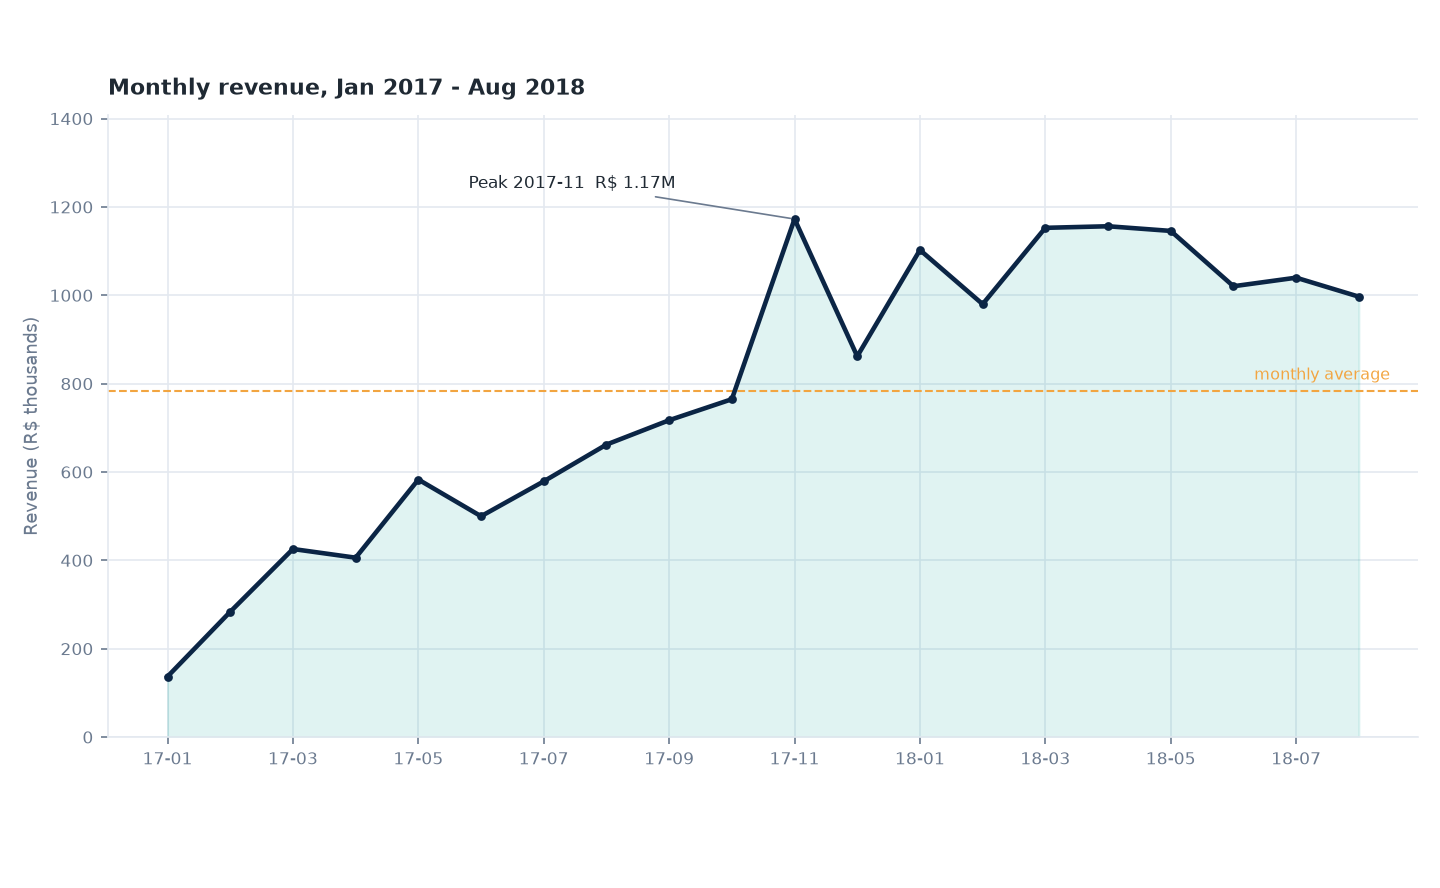 Monthly revenue, Jan 2017 - Aug 2018
1400
1200
1000
800
600
400
200
0
Revenue (R$ thousands)
Peak 2017-11  R$ 1.17M
monthly average
17-01 17-03 17-05 17-07 17-09 17-11 18-01 18-03 18-05 18-07